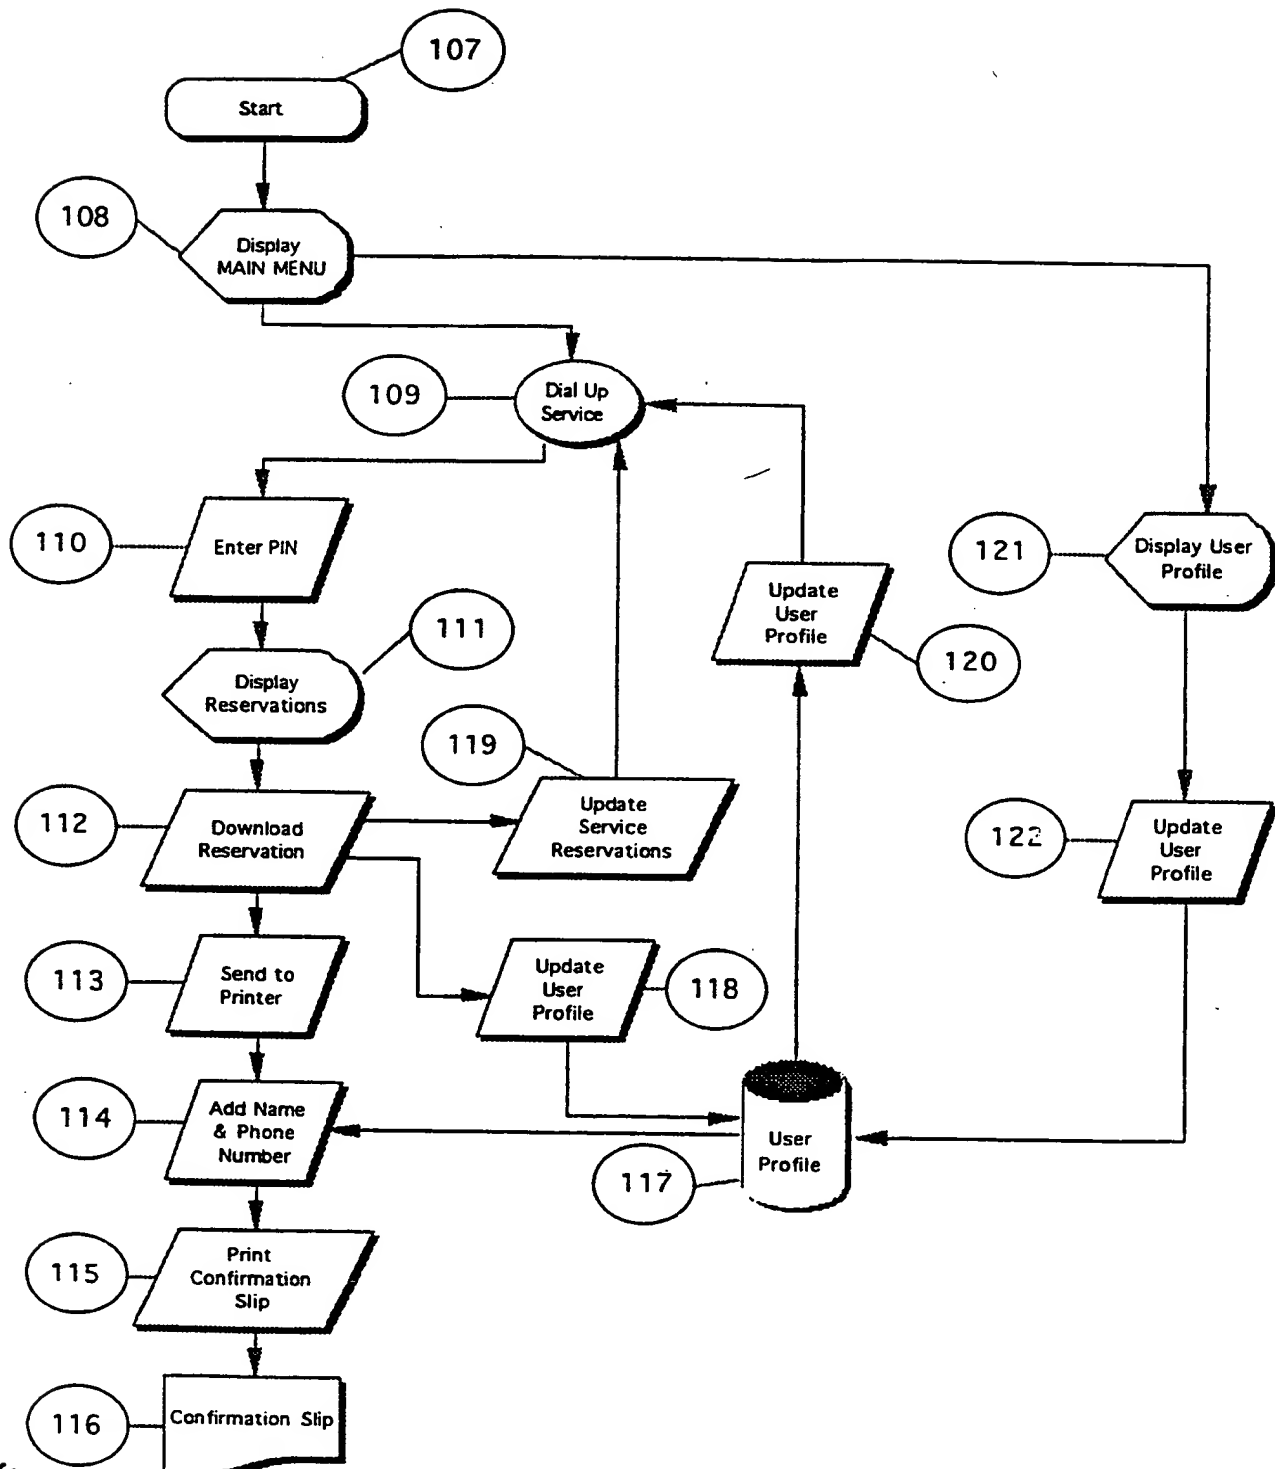 107
Start
108
Display
MAIN MENU
109
Dial Up
Service
110
Enter PIN
111
Display
Reservations
112
Download
Reservation
119
Update
Service
Reservations
120
Update
User
Profile
121
Display User
Profile
122
Update
User
Profile
113
Send to
Printer
118
Update
User
Profile
114
Add Name
& Phone
Number
117
User
Profile
115
Print
Confirmation
Slip
116
Confirmation Slip